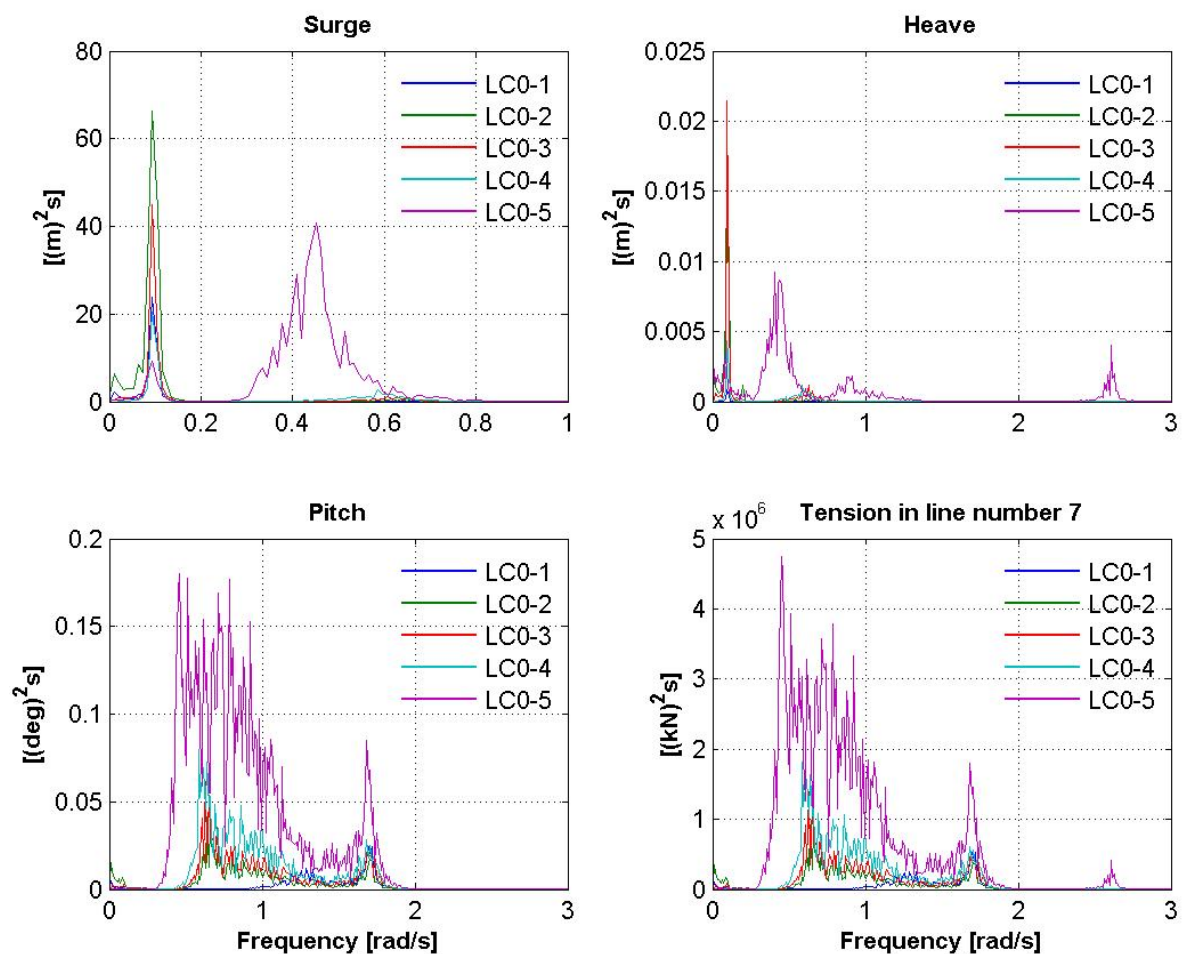 Surge
80
60
40
20
0
0
0.2
0.4
0.6
0.8
1
[(m)²s]
LC0-1
LC0-2
LC0-3
LC0-4
LC0-5
Heave
0.025
0.02
0.015
0.01
0.005
0
0
1
2
3
[(m)²s]
LC0-1
LC0-2
LC0-3
LC0-4
LC0-5
Pitch
0.2
0.15
0.1
0.05
0
0
1
2
3
[(deg)²s]
Frequency [rad/s]
LC0-1
LC0-2
LC0-3
LC0-4
LC0-5
Tension in line number 7
x 10⁶
5
4
3
2
1
0
0
1
2
3
[(kN)²s]
Frequency [rad/s]
LC0-1
LC0-2
LC0-3
LC0-4
LC0-5